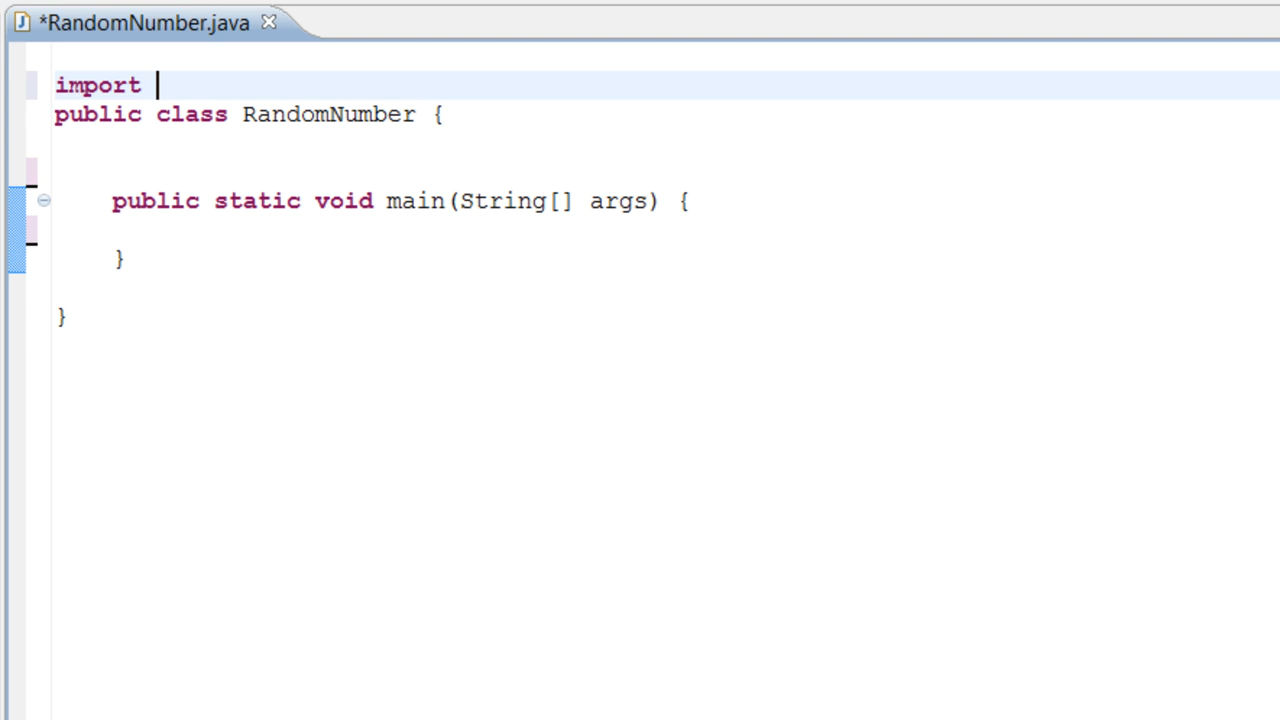 *RandomNumber.java
import
public class RandomNumber {
public static void main(String[] args) {
}
}